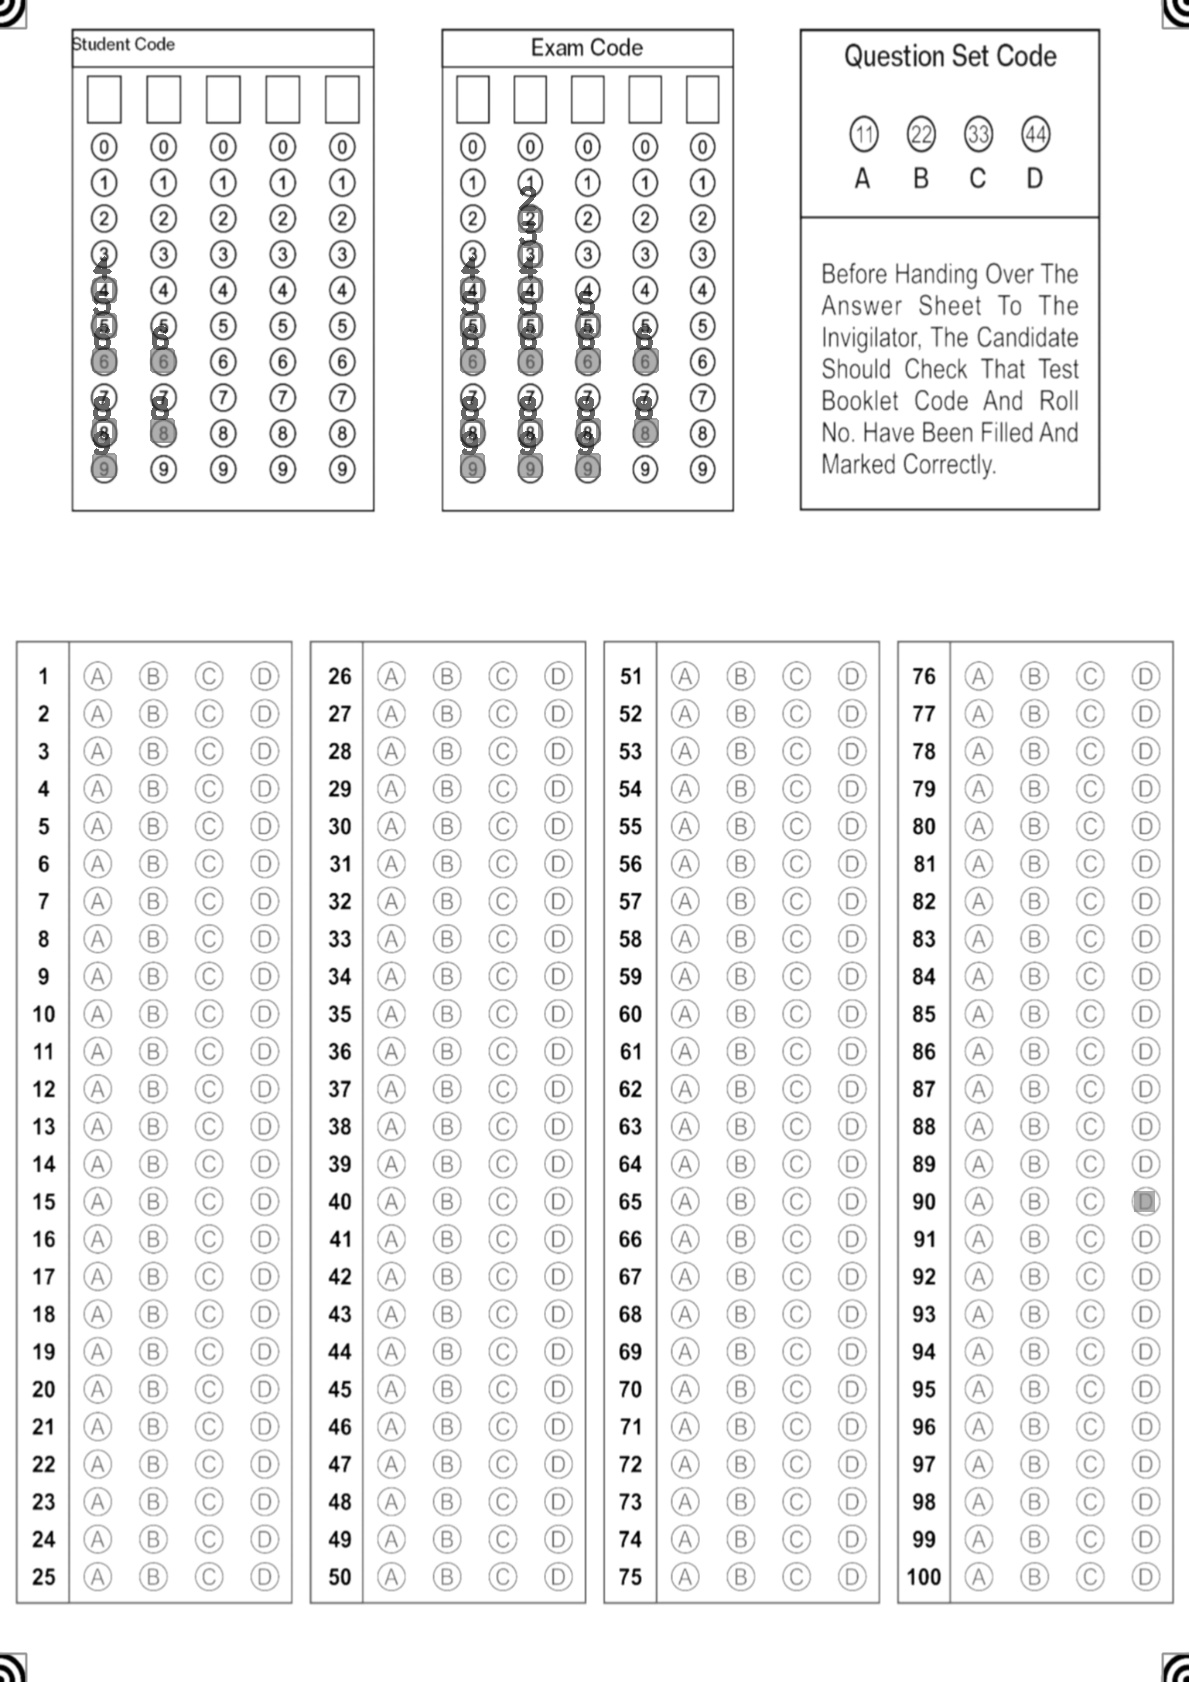 Student Code
Exam Code
Question Set Code
0 0 0 0 0
0 0 0 0 0
1 1 1 1 1
1 1 1 1 1
2 2 2 2 2
2 2 2 2 2
3 3 3 3 3
3 3 3 3 3
4 4 4 4 4
4 4 4 4 4
5 5 5 5 5
5 5 5 5 5
6 6 6 6 6
6 6 6 6 6
7 7 7 7 7
7 7 7 7 7
8 8 8 8 8
8 8 8 8 8
9 9 9 9 9
9 9 9 9 9
11 22 33 44
A B C D
Before Handing Over The
Answer Sheet To The
Invigilator, The Candidate
Should Check That Test
Booklet Code And Roll
No. Have Been Filled And
Marked Correctly.
1 A B C D
2 A B C D
3 A B C D
4 A B C D
5 A B C D
6 A B C D
7 A B C D
8 A B C D
9 A B C D
10 A B C D
11 A B C D
12 A B C D
13 A B C D
14 A B C D
15 A B C D
16 A B C D
17 A B C D
18 A B C D
19 A B C D
20 A B C D
21 A B C D
22 A B C D
23 A B C D
24 A B C D
25 A B C D
26 A B C D
27 A B C D
28 A B C D
29 A B C D
30 A B C D
31 A B C D
32 A B C D
33 A B C D
34 A B C D
35 A B C D
36 A B C D
37 A B C D
38 A B C D
39 A B C D
40 A B C D
41 A B C D
42 A B C D
43 A B C D
44 A B C D
45 A B C D
46 A B C D
47 A B C D
48 A B C D
49 A B C D
50 A B C D
51 A B C D
52 A B C D
53 A B C D
54 A B C D
55 A B C D
56 A B C D
57 A B C D
58 A B C D
59 A B C D
60 A B C D
61 A B C D
62 A B C D
63 A B C D
64 A B C D
65 A B C D
66 A B C D
67 A B C D
68 A B C D
69 A B C D
70 A B C D
71 A B C D
72 A B C D
73 A B C D
74 A B C D
75 A B C D
76 A B C D
77 A B C D
78 A B C D
79 A B C D
80 A B C D
81 A B C D
82 A B C D
83 A B C D
84 A B C D
85 A B C D
86 A B C D
87 A B C D
88 A B C D
89 A B C D
90 A B C D
91 A B C D
92 A B C D
93 A B C D
94 A B C D
95 A B C D
96 A B C D
97 A B C D
98 A B C D
99 A B C D
100 A B C D